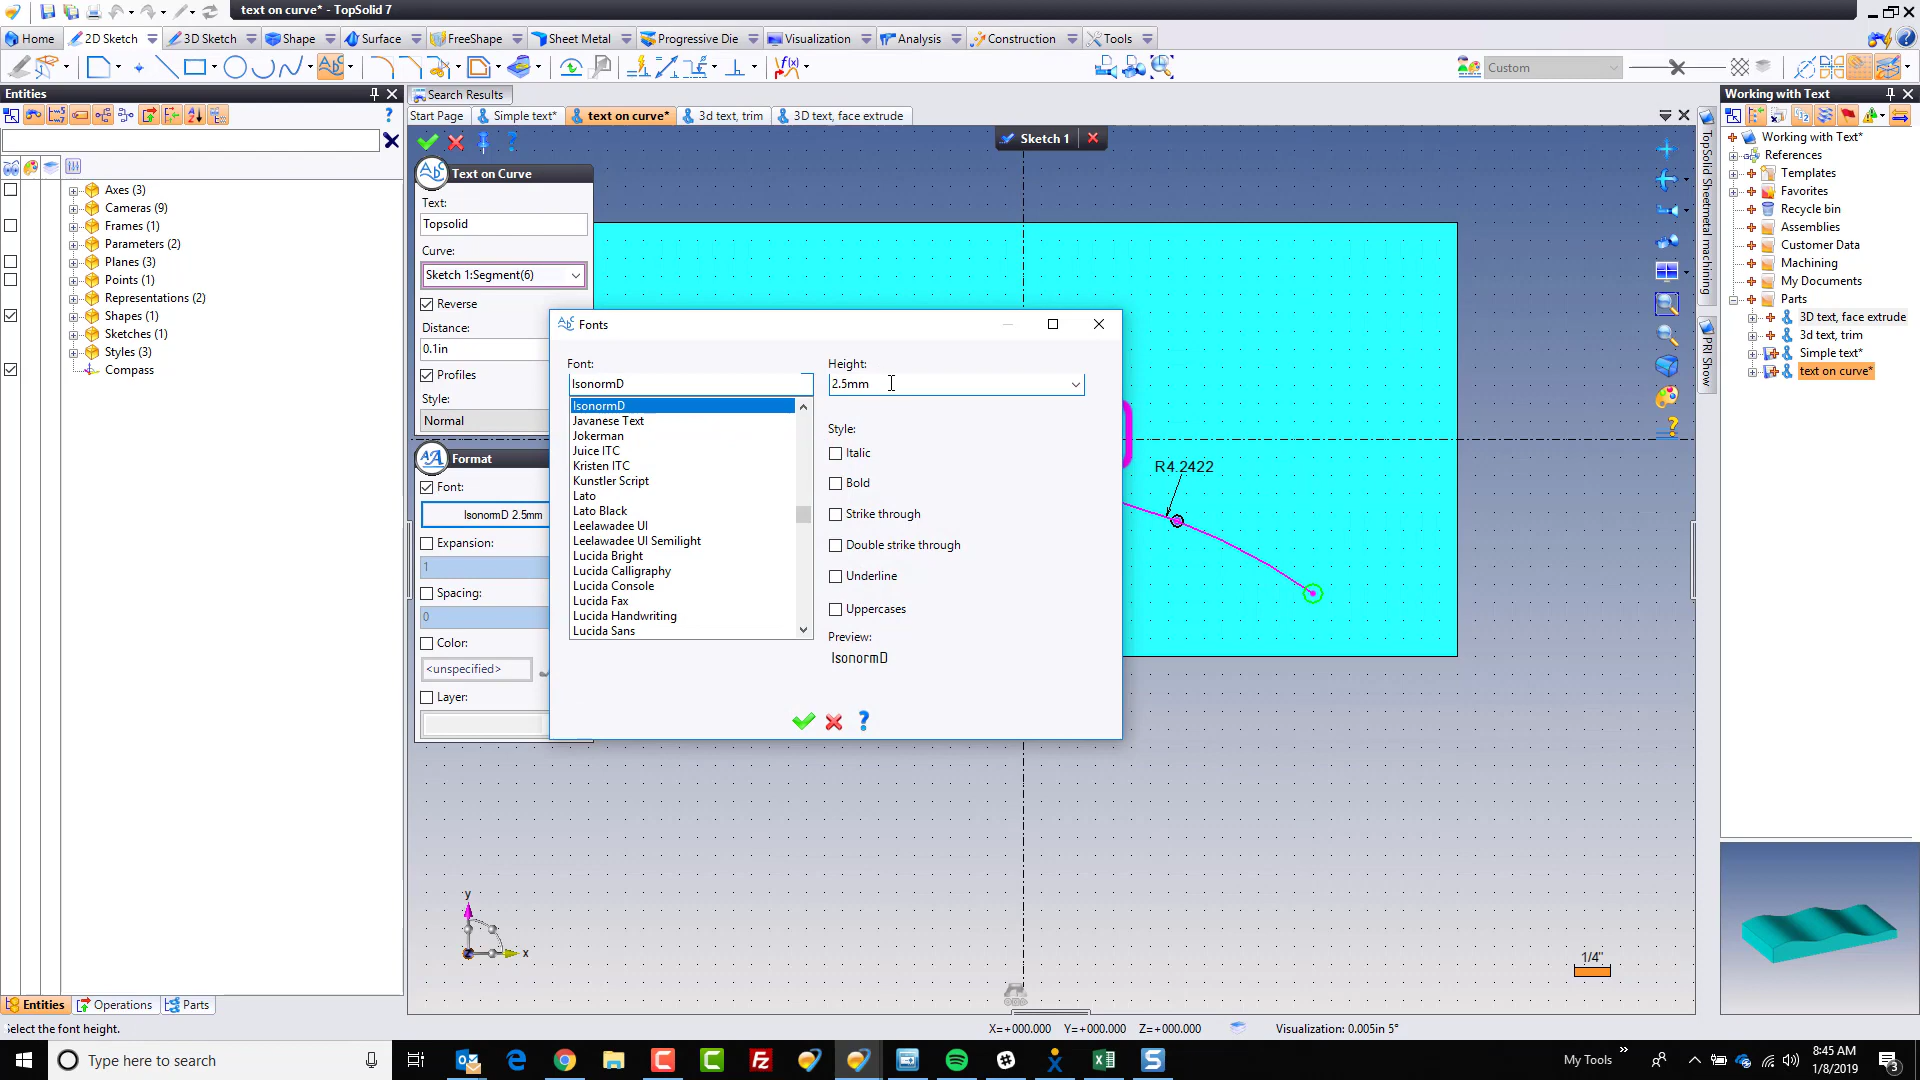 text on curve* - TopSolid 7
Home
2D Sketch
3D Sketch
Shape
Surface
FreeShape
Sheet Metal
Progressive Die
Visualization
Analysis
Construction
Tools
Custom
Entities
Search Results
Start Page
Simple text*
text on curve*
3d text, trim
3D text, face extrude
Sketch 1
Axes (3)
Cameras (9)
Frames (1)
Parameters (2)
Planes (3)
Points (1)
Representations (2)
Shapes (1)
Sketches (1)
Styles (3)
Compass
Text on Curve
Text:
Topsolid
Curve:
Sketch 1:Segment(6)
Reverse
Distance:
0.1in
Profiles
Style:
Normal
Format
Font:
IsonormD 2.5mm
Expansion:
1
Spacing:
0
Color:
<unspecified>
Layer:
Fonts
Font:
IsonormD
IsonormD
Javanese Text
Jokerman
Juice ITC
Kristen ITC
Kunstler Script
Lato
Lato Black
Leelawadee UI
Leelawadee UI Semilight
Lucida Bright
Lucida Calligraphy
Lucida Console
Lucida Fax
Lucida Handwriting
Lucida Sans
Height:
2.5mm
Style:
Italic
Bold
Strike through
Double strike through
Underline
Uppercases
Preview:
IsonormD
R4.2422
y
x
1/4"
TopSolid Sheetmetal machining
PRI Show
Working with Text
Working with Text*
References
Templates
Favorites
Recycle bin
Assemblies
Customer Data
Machining
My Documents
Parts
3D text, face extrude
3d text, trim
Simple text*
text on curve*
Entities
Operations
Parts
Select the font height.
X=+000.000 Y=+000.000 Z=+000.000
Visualization: 0.005in 5°
Type here to search
My Tools
8:45 AM
1/8/2019
3